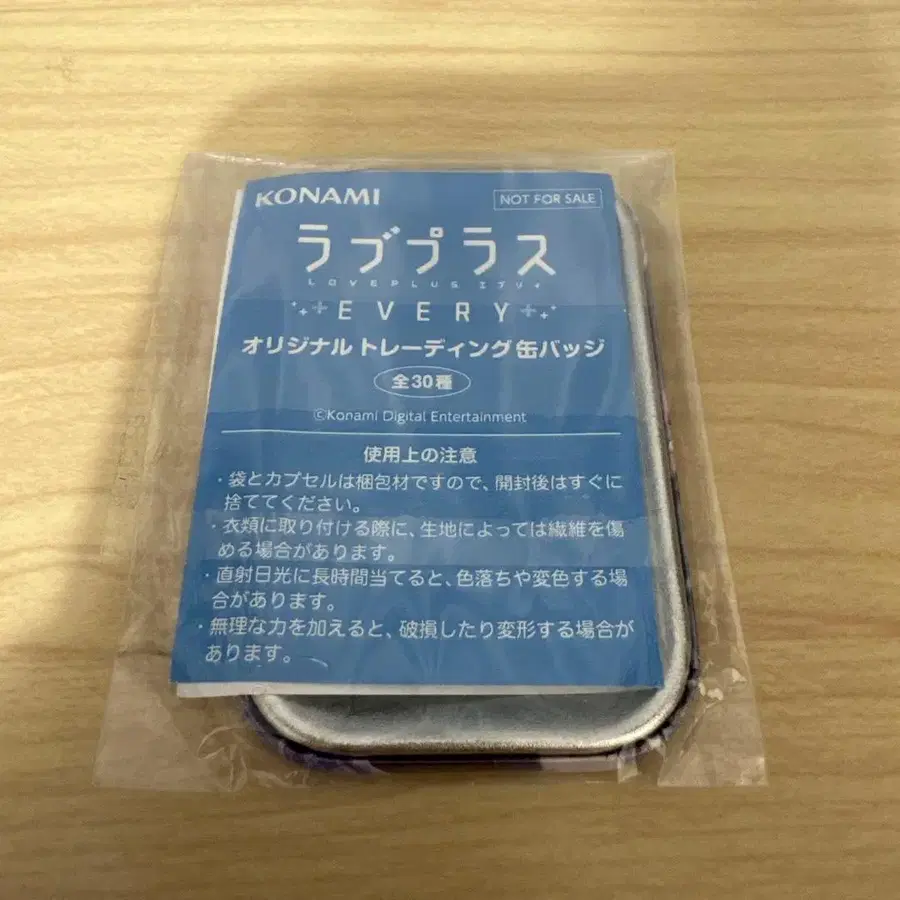 KONAMI
NOT FOR SALE
ラブプラス
LOVEPLUS エブリィ
EVERY
オリジナル トレーディング缶バッジ
全30種
©Konami Digital Entertainment
使用上の注意
・袋とカプセルは梱包材ですので、開封後はすぐに
捨ててください。
・衣類に取り付ける際に、生地によっては繊維を傷
める場合があります。
・直射日光に長時間当てると、色落ちや変色する場
合があります。
・無理な力を加えると、破損したり変形する場合が
あります。